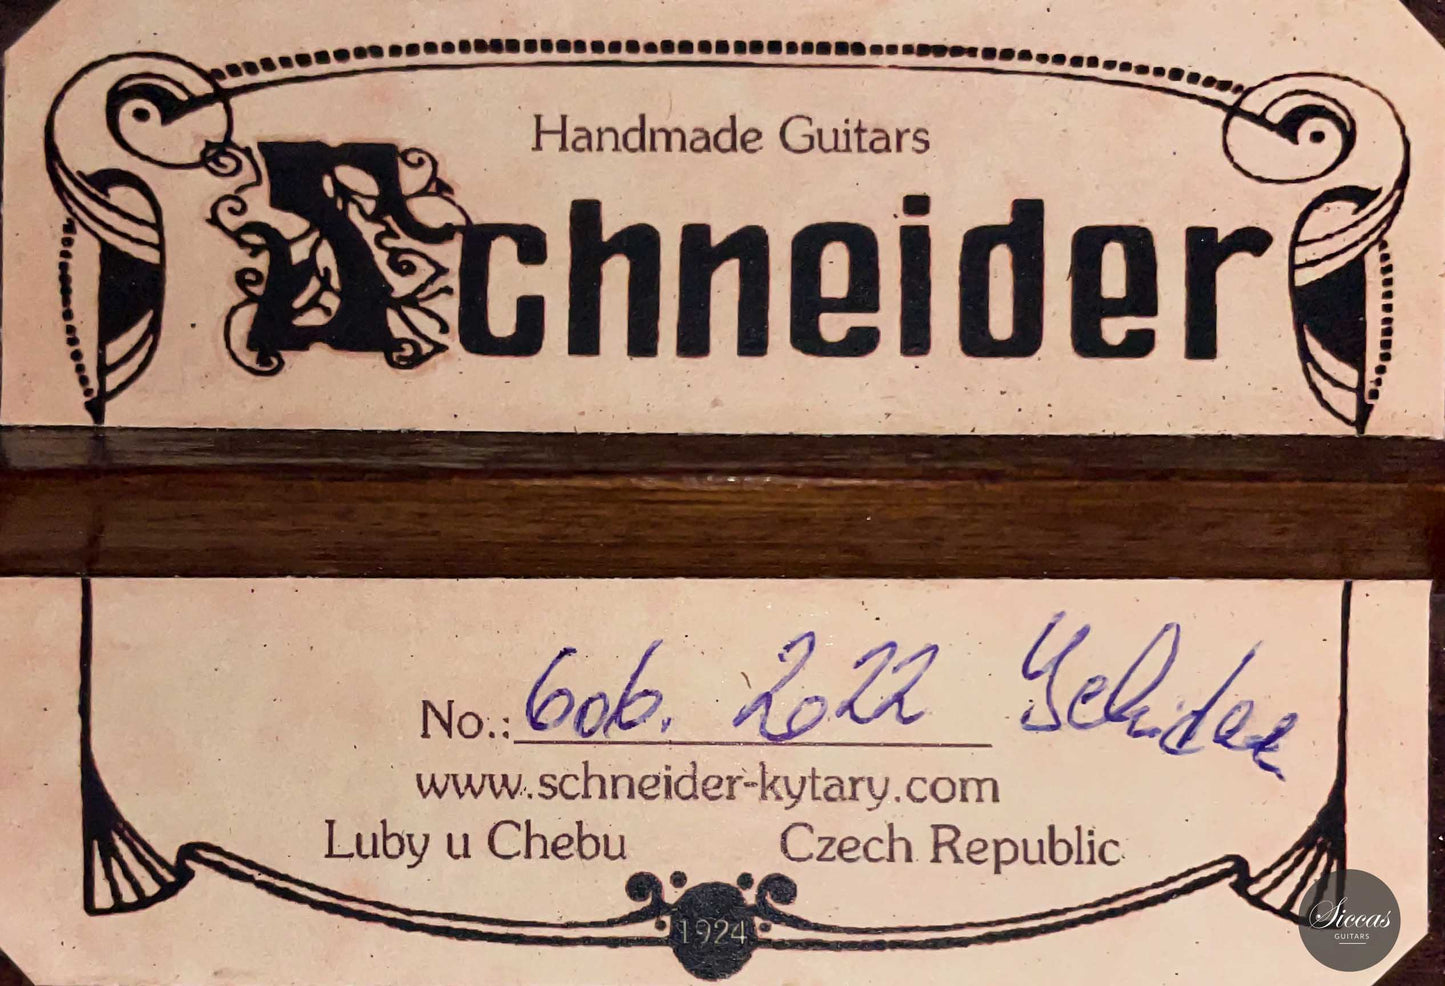 Handmade Guitars
Schneider
No.: 606. 2022 Schneider
www.schneider-kytary.com
Luby u Chebu Czech Republic
1924
Siccas
GUITARS